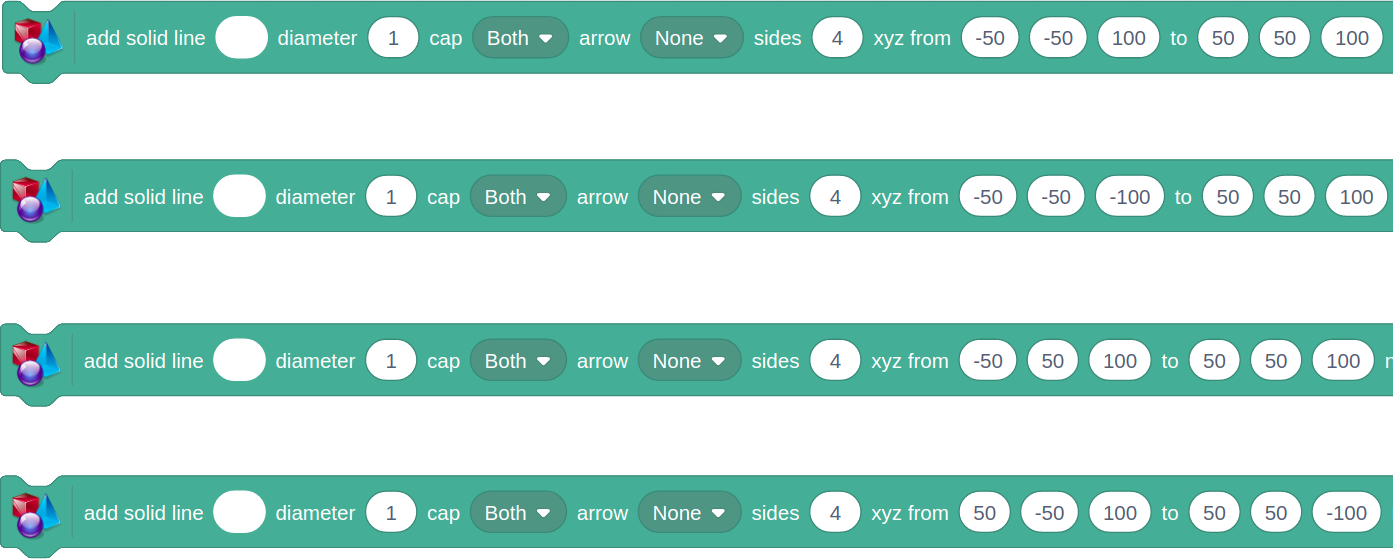 add solid line diameter 1 cap Both arrow None sides 4 xyz from -50 -50 100 to 50 50 100
add solid line diameter 1 cap Both arrow None sides 4 xyz from -50 -50 -100 to 50 50 100
add solid line diameter 1 cap Both arrow None sides 4 xyz from -50 50 100 to 50 50 100
add solid line diameter 1 cap Both arrow None sides 4 xyz from 50 -50 100 to 50 50 -100